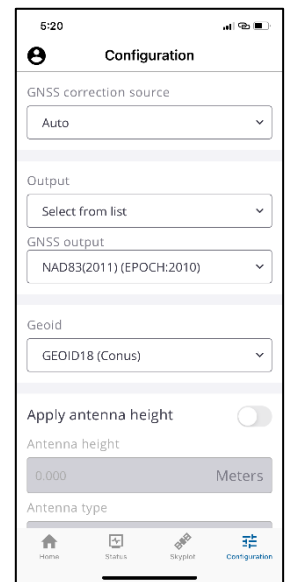 5:20
Configuration
GNSS correction source
Auto
Output
Select from list
GNSS output
NAD83(2011) (EPOCH:2010)
Geoid
GEOID18 (Conus)
Apply antenna height
Antenna height
0.000 Meters
Antenna type
Home Status Skyplot Configuration